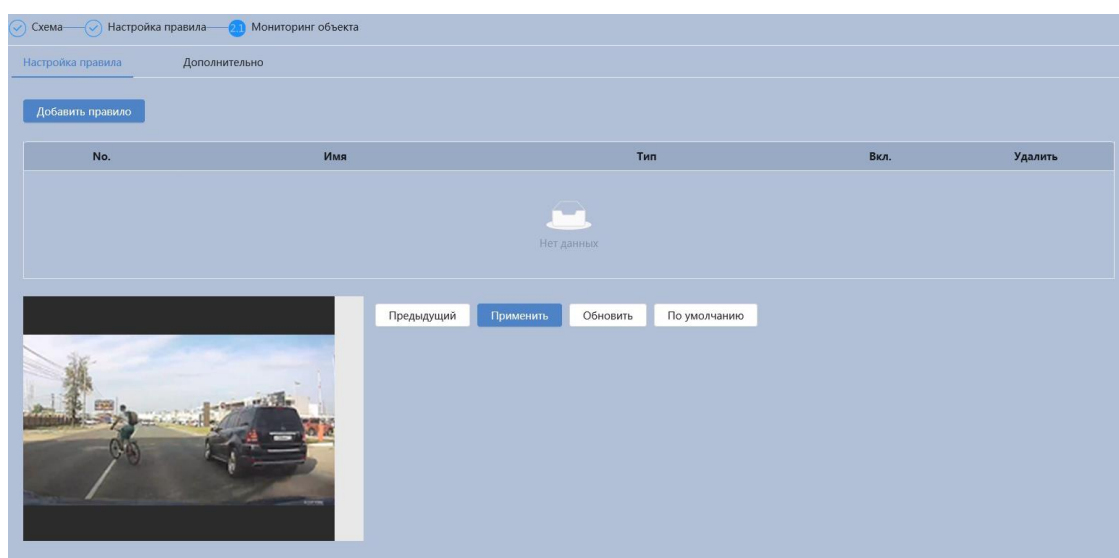 Схема Настройка правила 2.1 Мониторинг объекта
Настройка правила Дополнительно
Добавить правило
No. Имя Тип Вкл. Удалить
Нет данных
Предыдущий Применить Обновить По умолчанию